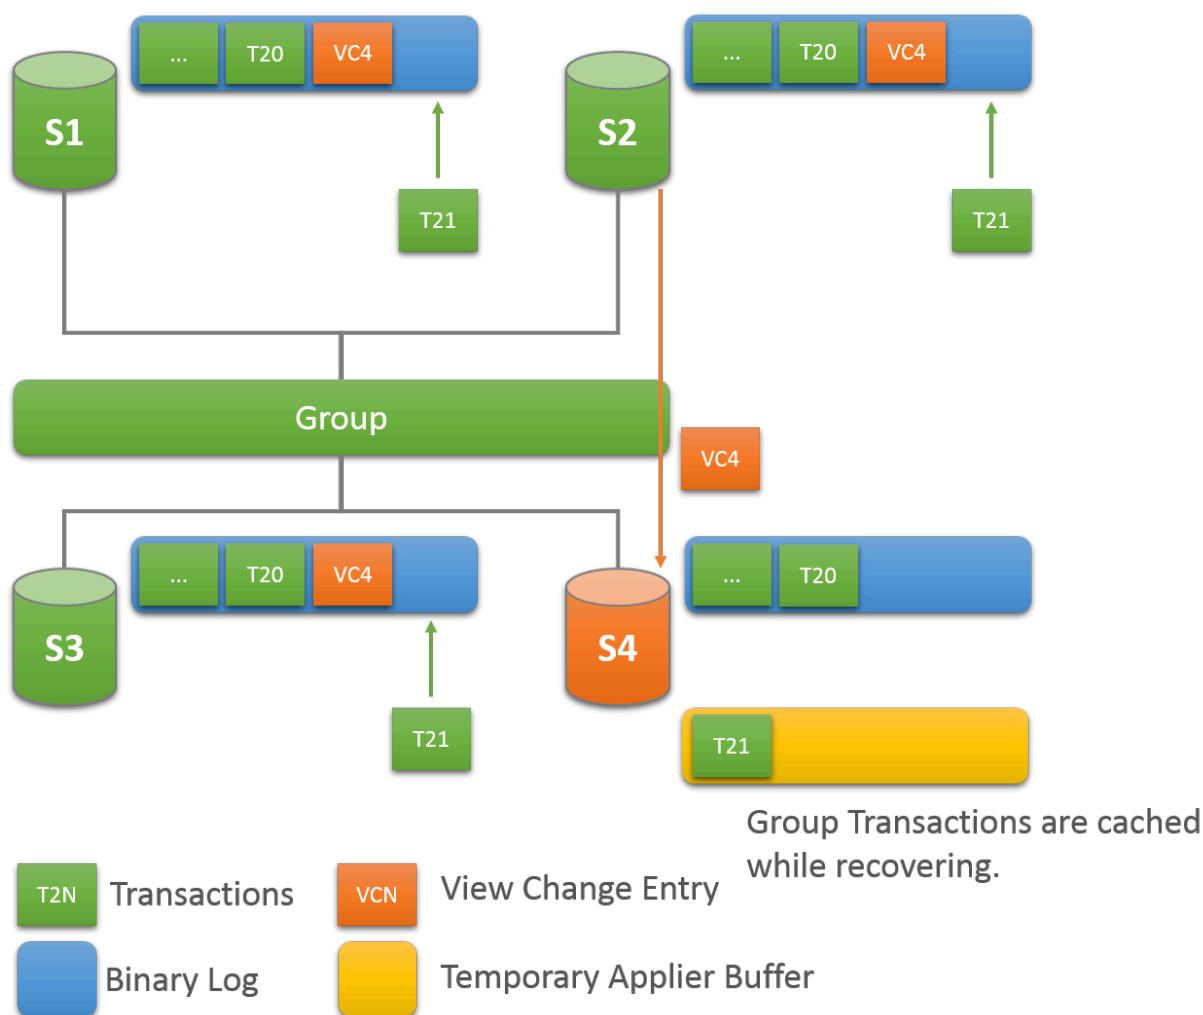 ... T20 VC4
... T20 VC4
S1
S2
T21
T21
Group
VC4
... T20 VC4
... T20
S3
S4
T21
T21
Group Transactions are cached
while recovering.
T2N Transactions
VCN View Change Entry
Binary Log
Temporary Applier Buffer